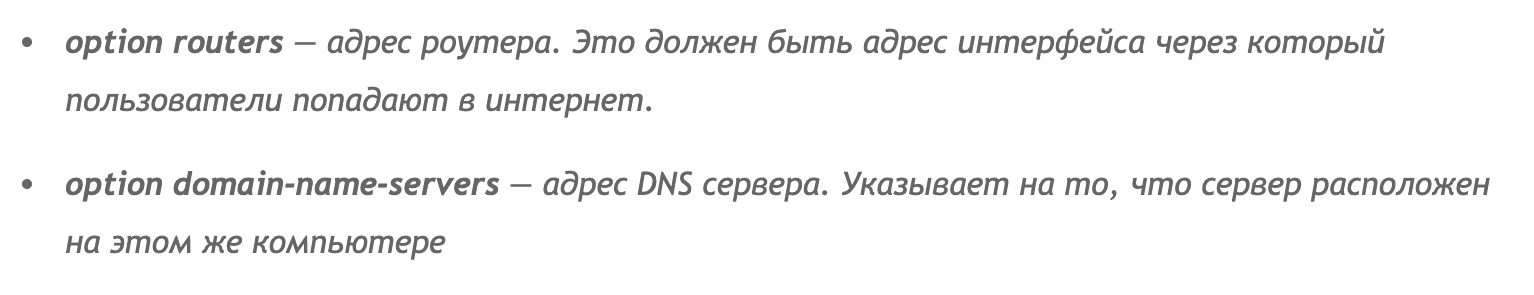 • option routers — адрес роутера. Это должен быть адрес интерфейса через который
пользователи попадают в интернет.
• option domain-name-servers — адрес DNS сервера. Указывает на то, что сервер расположен
на этом же компьютере